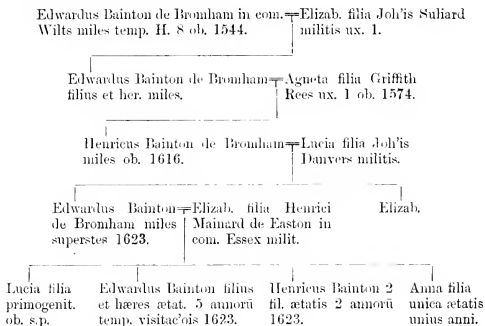 Edwardus Bainton de Bromham in com. Elizab. filia Joh'is Suliard
Wilts miles temp. H. 8 ob. 1544. militis ux. 1.
Edwardus Bainton de Bromham Agneta filia Griffith
filius et her. miles. Rees ux. 1 ob. 1574.
Henricus Bainton de Bromham Lucia filia Joh'is
miles ob. 1616. Danvers militis.
Edwardus Bainton Elizab. filia Henrici Elizab.
de Bromham miles Mainard de Easton in
superstes 1623. com. Essex milit.
Lucia filia Edwardus Bainton filius Henricus Bainton 2 Anna filia
primogenit. et hæres ætat. 5 annorū fil. ætatis 2 annorū unica ætatis
ob. s.p. temp. visitac'ois 1623. 1623. unius anni.